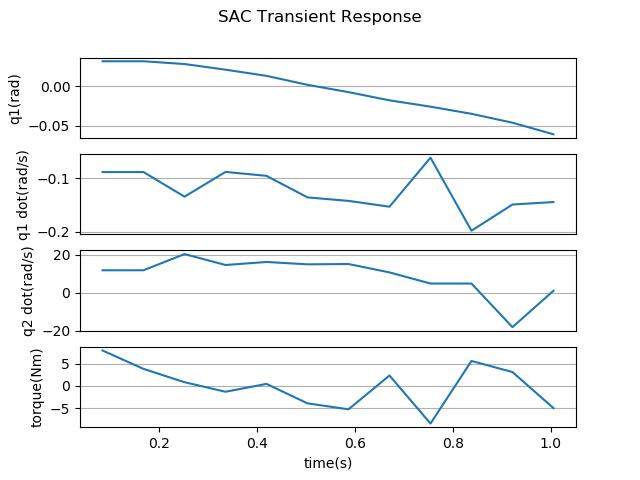 SAC Transient Response
q1(rad)
0.00
−0.05
q1 dot(rad/s)
−0.1
−0.2
q2 dot(rad/s)
20
0
−20
torque(Nm)
5
0
−5
0.2 0.4 0.6 0.8 1.0
time(s)